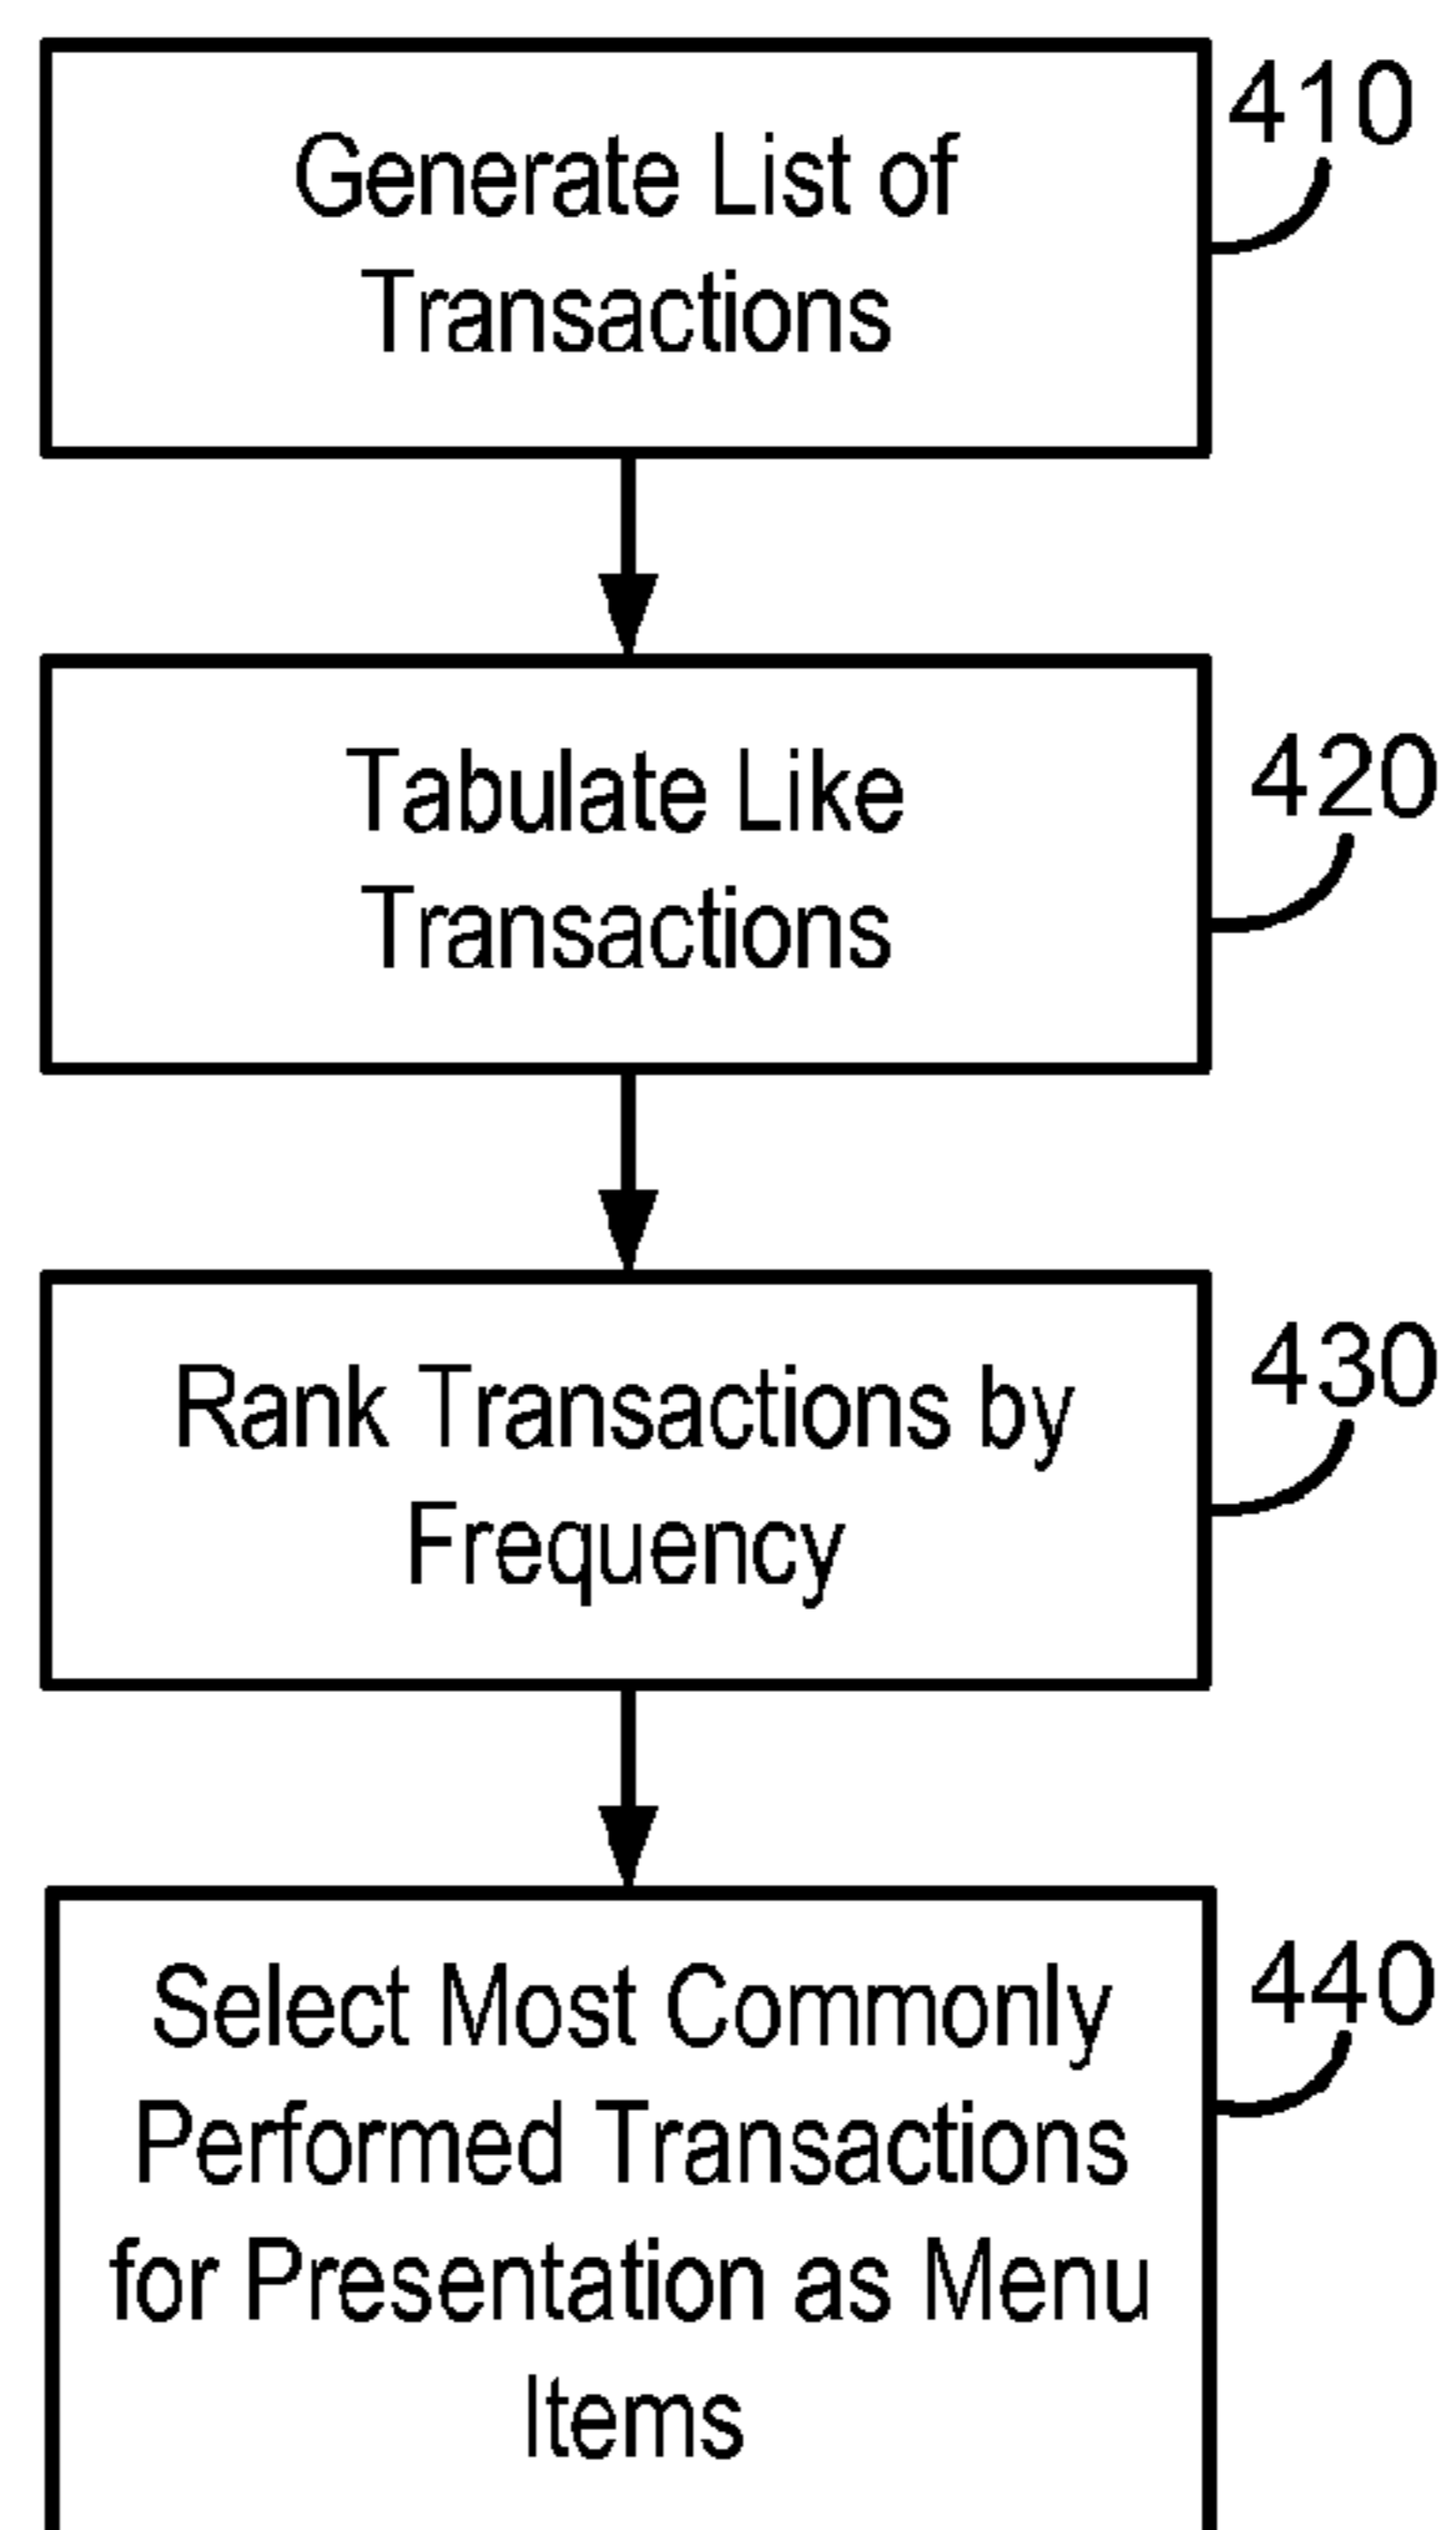 Generate List of
Transactions
410
Tabulate Like
Transactions
420
Rank Transactions by
Frequency
430
Select Most Commonly
Performed Transactions
for Presentation as Menu
Items
440